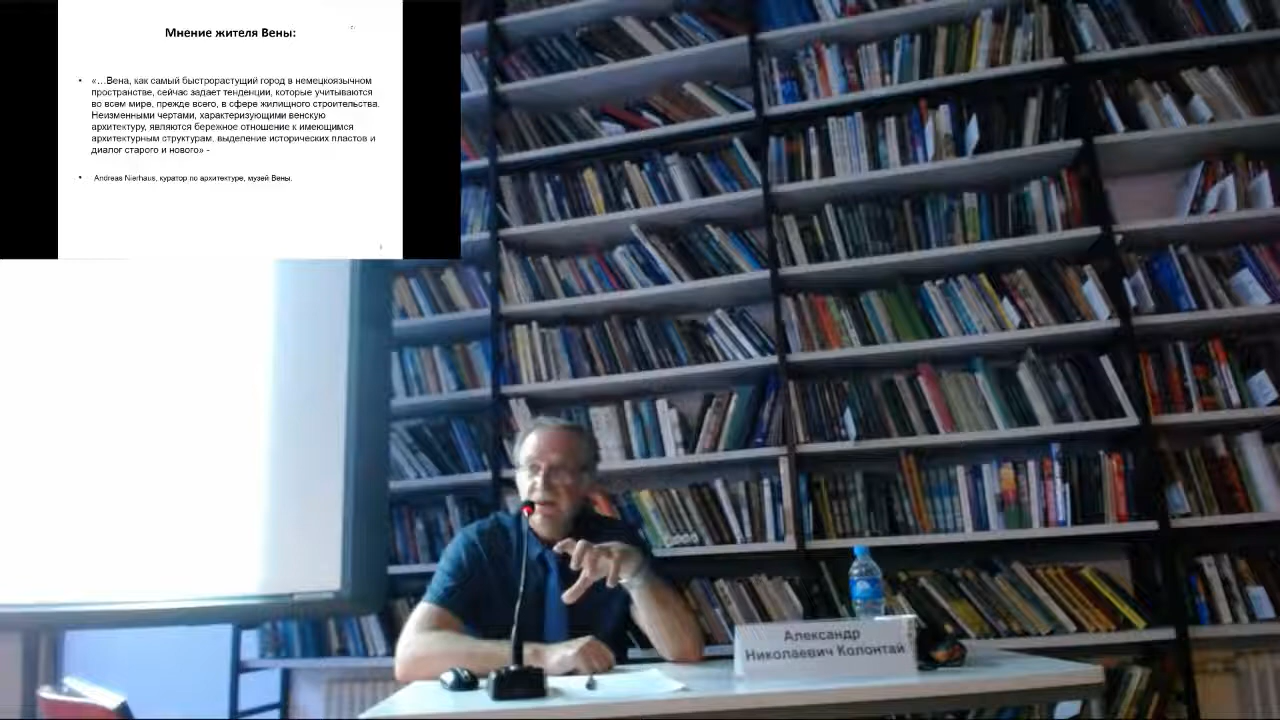 Мнение жителя Вены:
• «…Вена, как самый быстрорастущий город в немецкоязычном
пространстве, сейчас задает тенденции, которые учитываются
во всем мире, прежде всего, в сфере жилищного строительства.
Неизменными чертами, характеризующими венскую
архитектуру, являются бережное отношение к имеющимся
архитектурным структурам, выделение исторических пластов и
диалог старого и нового» -
• Andreas Nierhaus, куратор по архитектуре, музей Вены.
Александр
Николаевич Колонтай